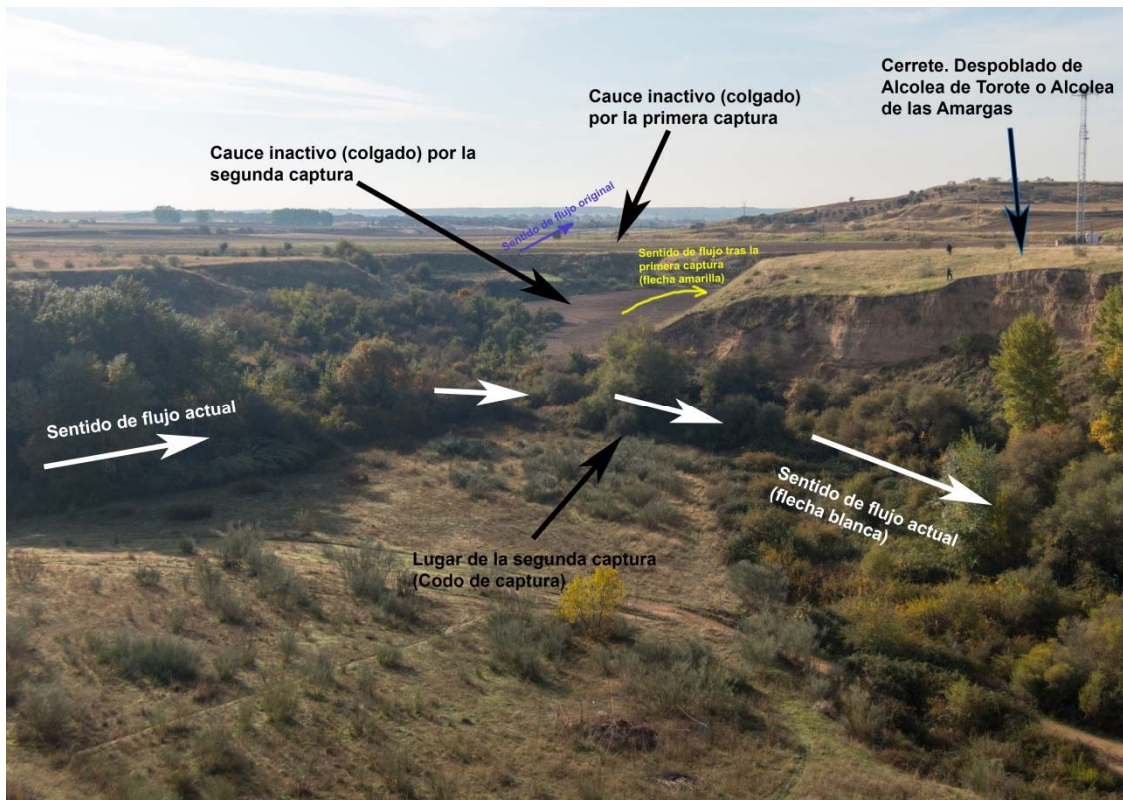 Cerrete. Despoblado de
Alcolea de Torote o Alcolea
de las Amargas
Cauce inactivo (colgado)
por la primera captura
Cauce inactivo (colgado) por la
segunda captura
Sentido de flujo original
Sentido de flujo tras la
primera captura
(flecha amarilla)
Sentido de flujo actual
Sentido de flujo actual
(flecha blanca)
Lugar de la segunda captura
(Codo de captura)